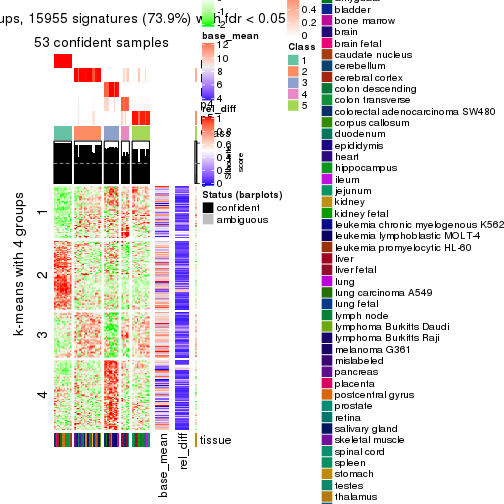 ups, 15955 signatures (73.9%) with fdr < 0.05
53 confident samples
1
2
3
4
k-means with 4 groups
base_mean
rel_diff
tissue
-2
base_mean
12
10
8
6
4
rel_diff
1
0.8
0
silhouette
score
Status (barplots)
confident
ambiguous
0.4
0.2
0
Class
1
2
3
4
5
bladder
bone marrow
brain
brain fetal
caudate nucleus
cerebellum
cerebral cortex
colon descending
colon transverse
colorectal adenocarcinoma SW480
corpus callosum
duodenum
epididymis
heart
hippocampus
ileum
jejunum
kidney
kidney fetal
leukemia chronic myelogenous K562
leukemia lymphoblastic MOLT-4
leukemia promyelocytic HL-60
liver
liver fetal
lung
lung carcinoma A549
lung fetal
lymph node
lymphoma Burkitts Daudi
lymphoma Burkitts Raji
melanoma G361
mislabeled
pancreas
placenta
postcentral gyrus
prostate
retina
salivary gland
skeletal muscle
spinal cord
spleen
stomach
testes
thalamus